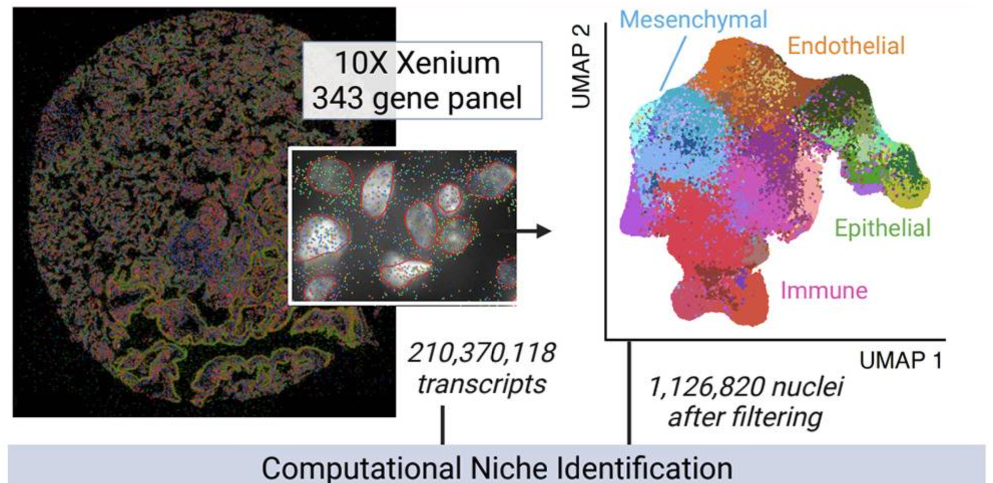 10X Xenium
343 gene panel
Mesenchymal
Endothelial
UMAP 2
Epithelial
Immune
UMAP 1
210,370,118
transcripts
1,126,820 nuclei
after filtering
Computational Niche Identification